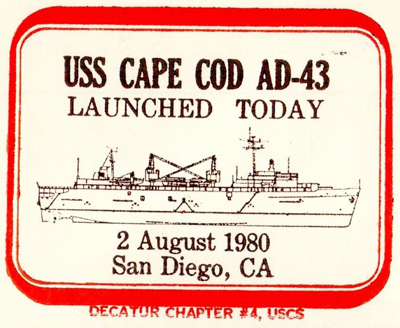 USS CAPE COD AD-43
LAUNCHED TODAY
2 August 1980
San Diego, CA
DECATUR CHAPTER #4, USCS